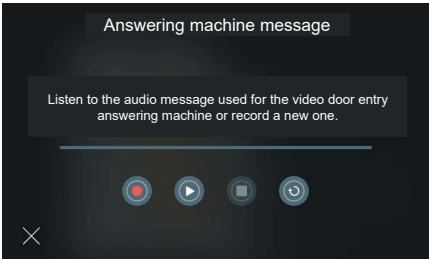 Answering machine message
Listen to the audio message used for the video door entry
answering machine or record a new one.